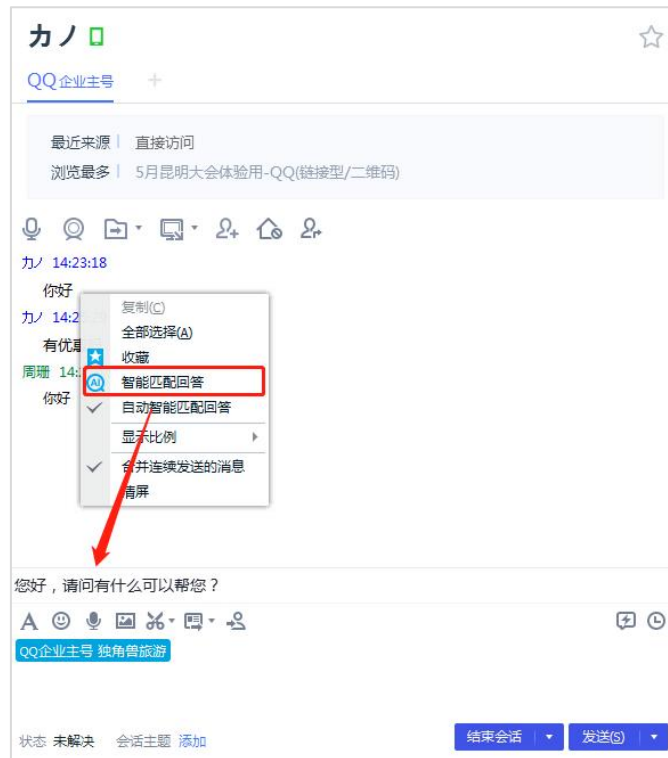 カノ
QQ企业主号
最近来源 直接访问
浏览最多 5月昆明大会体验用-QQ(链接型/二维码)
カノ 14:23:18
你好
カノ 14:2
有优惠
周珊 14:
你好
复制(C)
全部选择(A)
收藏
AI 智能匹配回答
自动智能匹配回答
显示比例
合并连续发送的消息
清屏
您好，请问有什么可以帮您？
QQ企业主号 独角兽旅游
状态 未解决 会话主题 添加 结束会话 发送(S)